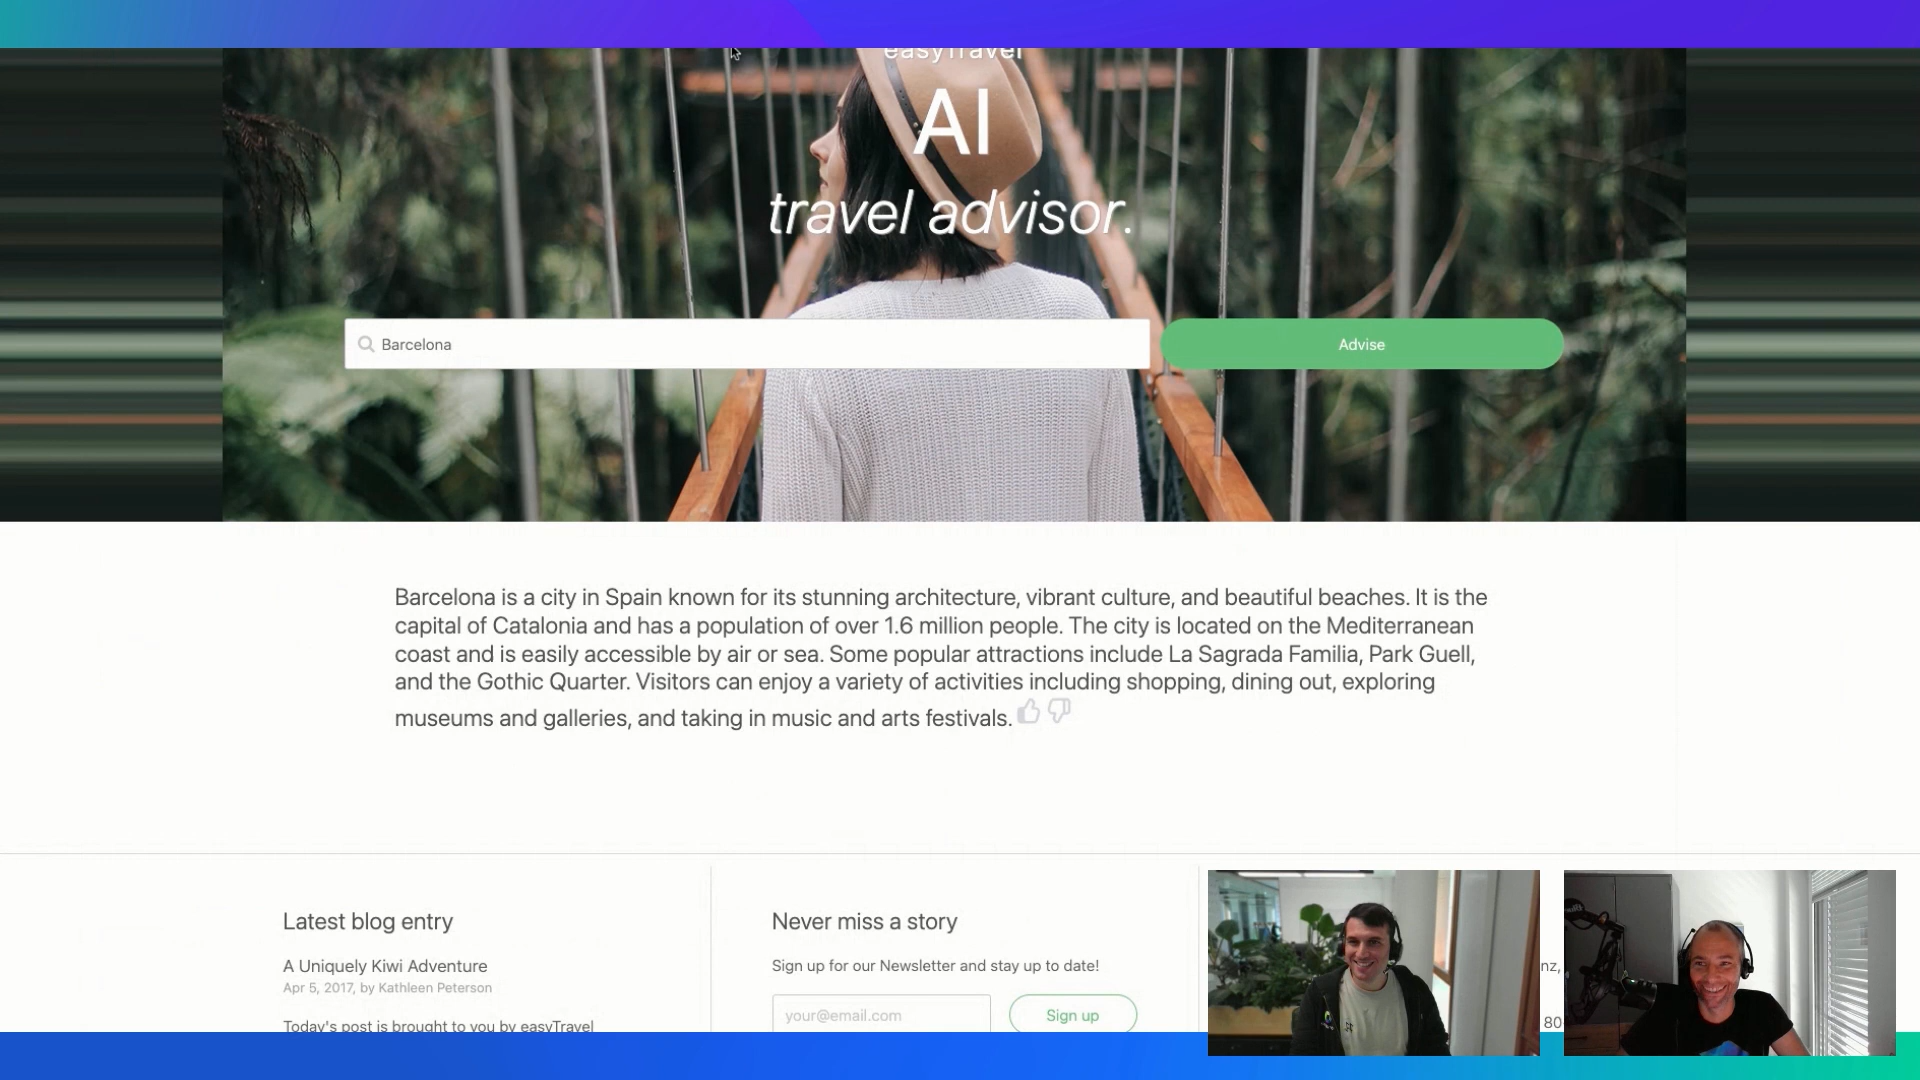 easyTravel
AI
travel advisor.
Barcelona
Advise
Barcelona is a city in Spain known for its stunning architecture, vibrant culture, and beautiful beaches. It is the
capital of Catalonia and has a population of over 1.6 million people. The city is located on the Mediterranean
coast and is easily accessible by air or sea. Some popular attractions include La Sagrada Familia, Park Guell,
and the Gothic Quarter. Visitors can enjoy a variety of activities including shopping, dining out, exploring
museums and galleries, and taking in music and arts festivals.
Latest blog entry
A Uniquely Kiwi Adventure
Apr 5, 2017, by Kathleen Peterson
Today's post is brought to you by easyTravel
Never miss a story
Sign up for our Newsletter and stay up to date!
your@email.com
Sign up
nz,
80